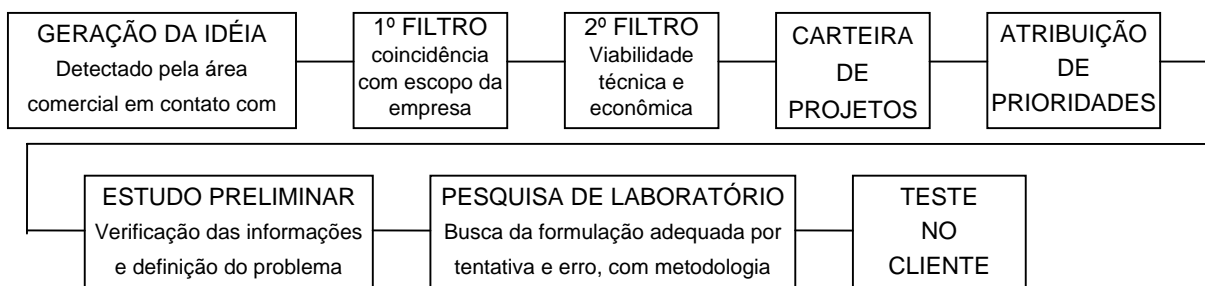 GERAÇÃO DA IDÉIA
Detectado pela área
comercial em contato com
1º FILTRO
coincidência
com escopo da
empresa
2º FILTRO
Viabilidade
técnica e
econômica
CARTEIRA
DE
PROJETOS
ATRIBUIÇÃO
DE
PRIORIDADES
ESTUDO PRELIMINAR
Verificação das informações
e definição do problema
PESQUISA DE LABORATÓRIO
Busca da formulação adequada por
tentativa e erro, com metodologia
TESTE
NO
CLIENTE